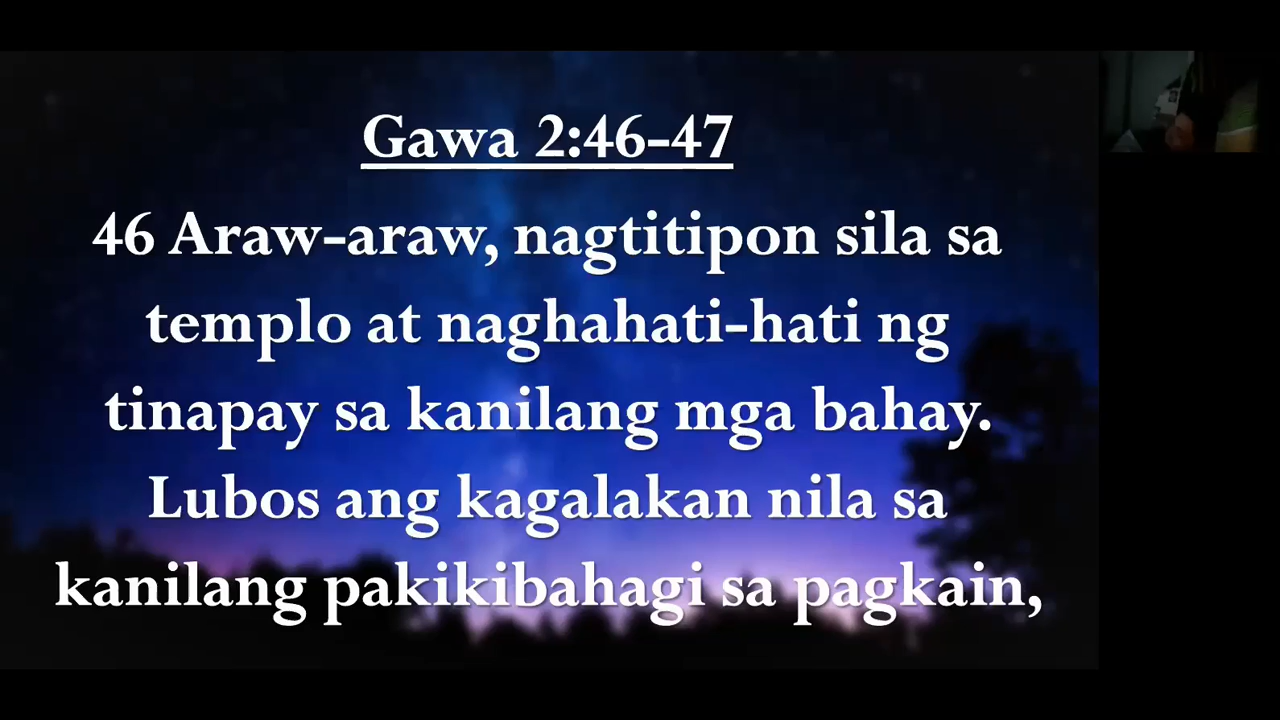 Gawa 2:46-47
46 Araw-araw, nagtitipon sila sa
templo at naghahati-hati ng
tinapay sa kanilang mga bahay.
Lubos ang kagalakan nila sa
kanilang pakikibahagi sa pagkain,